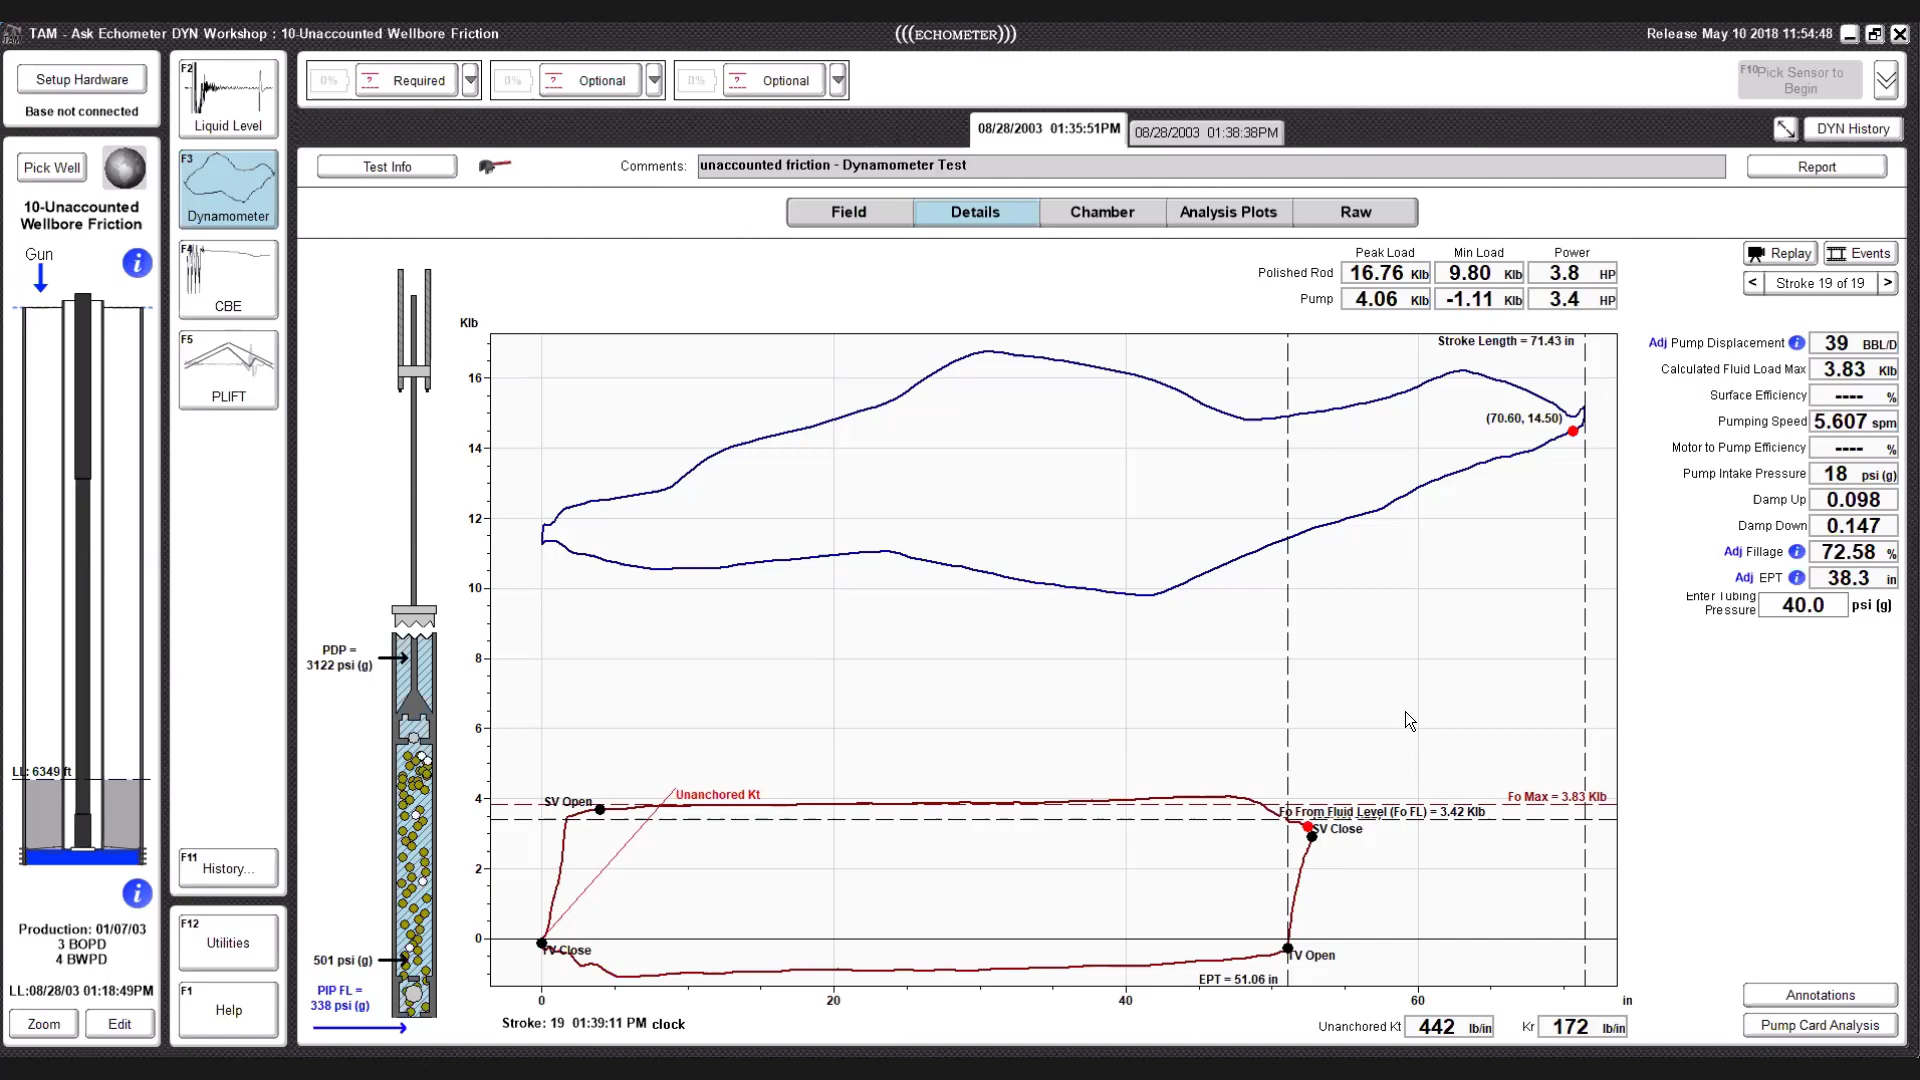 TAM - Ask Echometer DYN Workshop : 10-Unaccounted Wellbore Friction
(((ECHOMETER)))
Release May 10 2018 11:54:48
Setup Hardware
Base not connected
Pick Well
10-Unaccounted
Wellbore Friction
Gun
LL: 6349 ft
Production: 01/07/03
3 BOPD
4 BWPD
LL:08/28/03 01:18:49PM
Zoom
Edit
F2
Liquid Level
F3
Dynamometer
F4
CBE
F5
PLIFT
F11
History...
F12
Utilities
F1
Help
0% ? Required
0% ? Optional
0% ? Optional
F10 Pick Sensor to
Begin
08/28/2003 01:35:51PM
08/28/2003 01:38:38PM
DYN History
Test Info
Comments: unaccounted friction - Dynamometer Test
Report
Field
Details
Chamber
Analysis Plots
Raw
Peak Load Min Load Power
Polished Rod 16.76 Klb 9.80 Klb 3.8 HP
Pump 4.06 Klb -1.11 Klb 3.4 HP
Replay
Events
< Stroke 19 of 19 >
Adj Pump Displacement i 39 BBL/D
Calculated Fluid Load Max 3.83 Klb
Surface Efficiency ---- %
Pumping Speed 5.607 spm
Motor to Pump Efficiency ---- %
Pump Intake Pressure 18 psi (g)
Damp Up 0.098
Damp Down 0.147
Adj Fillage i 72.58 %
Adj EPT i 38.3 in
Enter Tubing
Pressure 40.0 psi (g)
Klb
Stroke Length = 71.43 in
16
(70.60, 14.50)
14
12
10
8
6
4
2
0
PDP =
3122 psi (g)
501 psi (g)
PIP FL =
338 psi (g)
SV Open
Unanchored Kt
Fo Max = 3.83 Klb
Fo From Fluid Level (Fo FL) = 3.42 Klb
SV Close
TV Close
TV Open
EPT = 51.06 in
0 20 40 60 in
Stroke: 19 01:39:11 PM clock
Unanchored Kt 442 lb/in
Kr 172 lb/in
Annotations
Pump Card Analysis